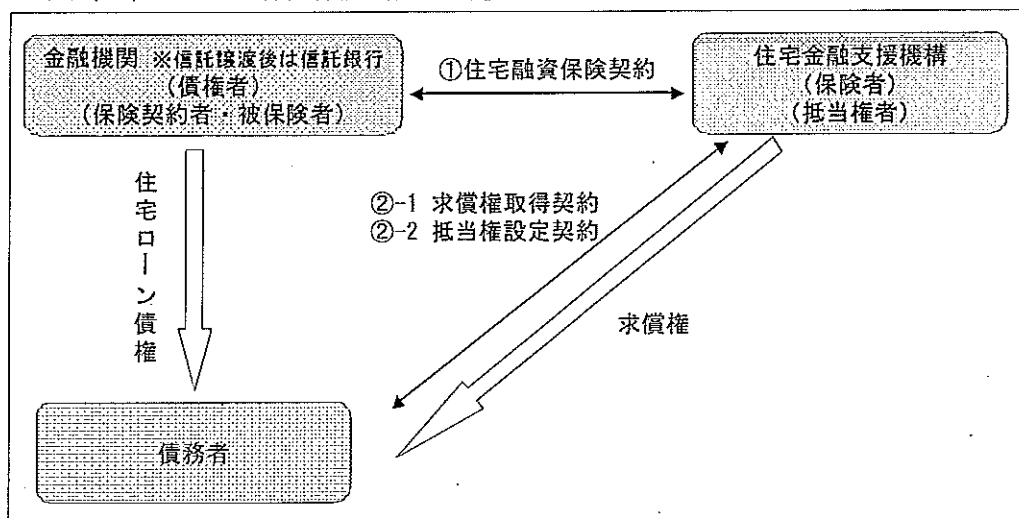 金融機関 ※信託譲渡後は信託銀行
(債権者)
(保険契約者・被保険者)
①住宅融資保険契約
住宅金融支援機構
(保険者)
(抵当権者)
住宅ローン債権
②-1 求償権取得契約
②-2 抵当権設定契約
求償権
債務者